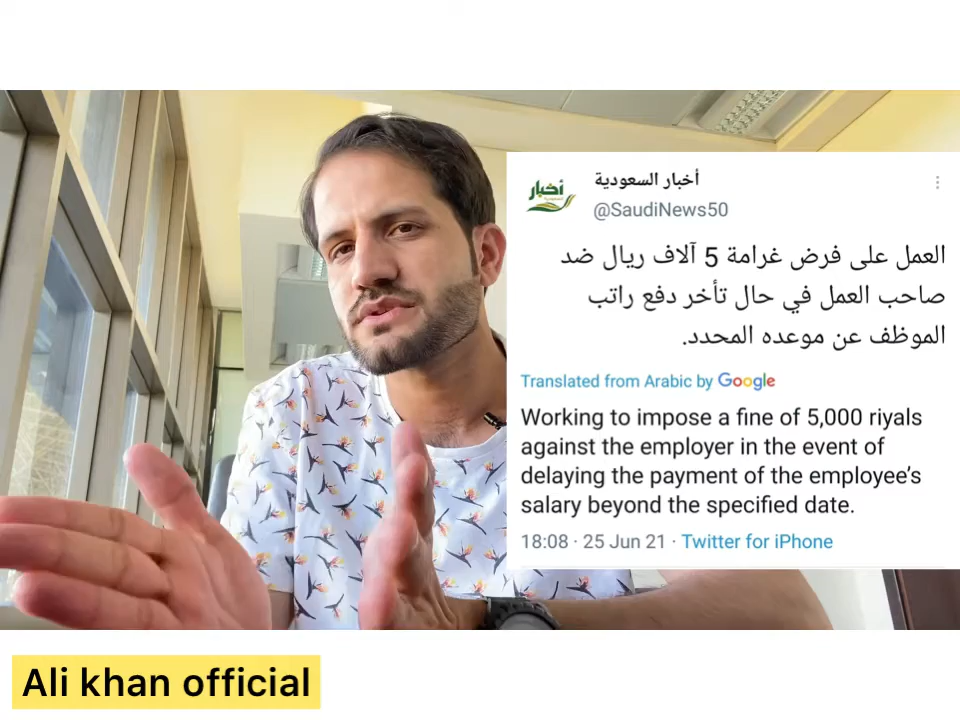 أخبار
أخبار السعودية
@SaudiNews50
العمل على فرض غرامة 5 آلاف ريال ضد
صاحب العمل في حال تأخر دفع راتب
الموظف عن موعده المحدد.
Translated from Arabic by Google
Working to impose a fine of 5,000 riyals
against the employer in the event of
delaying the payment of the employee’s
salary beyond the specified date.
18:08 · 25 Jun 21 · Twitter for iPhone
Ali khan official